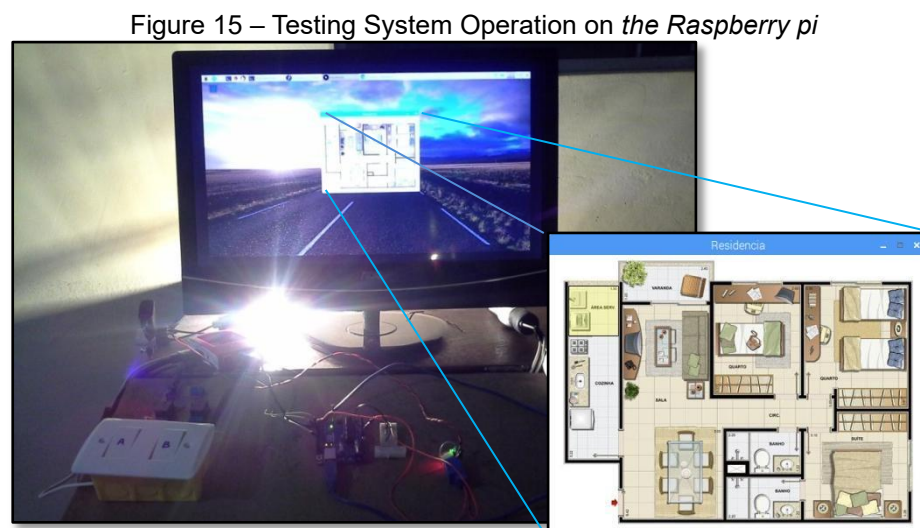 Figure 15 – Testing System Operation on the Raspberry pi
A B
Residencia
VARANDA
ÁREA SERV.
QUARTO
QUARTO
COZINHA
SALA
CIRC.
BANHO
SUÍTE
BANHO